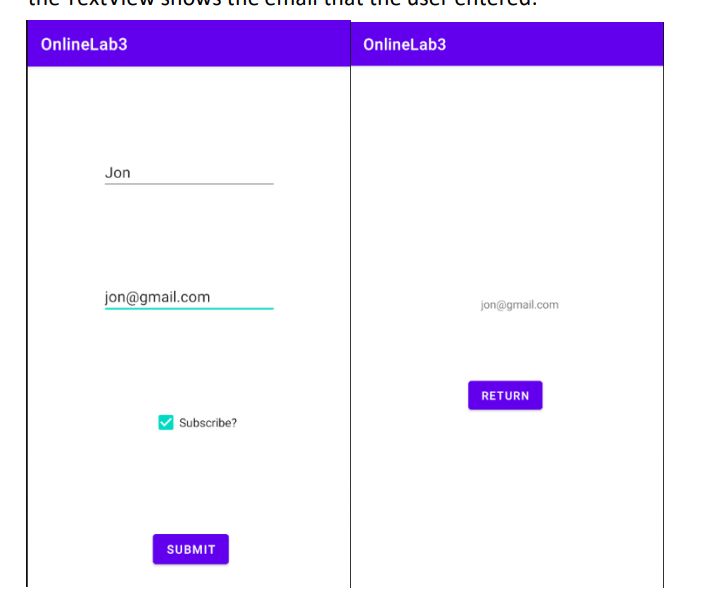 the TextView shows the email that the user entered.
OnlineLab3
Jon
jon@gmail.com
Subscribe?
SUBMIT
OnlineLab3
jon@gmail.com
RETURN